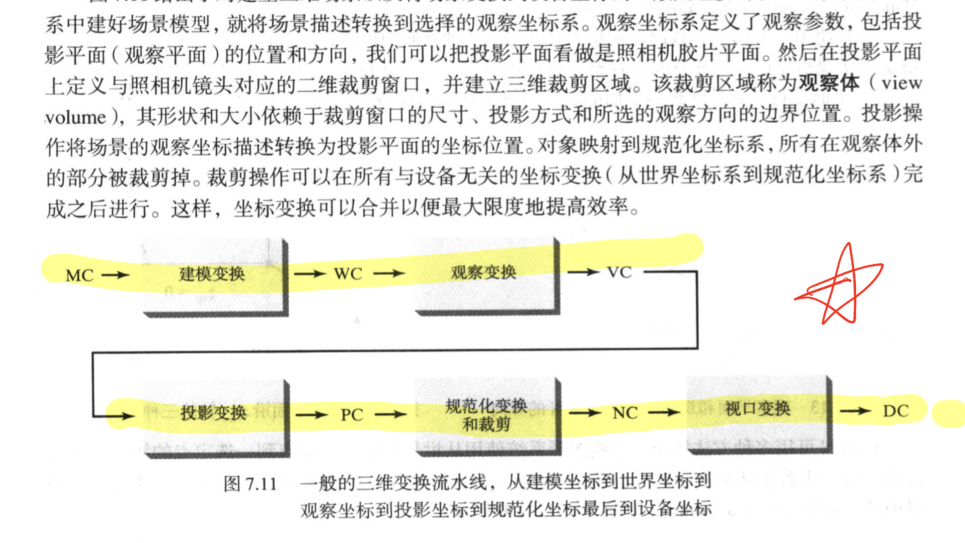 系中建好场景模型，就将场景描述转换到选择的观察坐标系。观察坐标系定义了观察参数，包括投
影平面（观察平面）的位置和方向，我们可以把投影平面看做是照相机胶片平面。然后在投影平面
上定义与照相机镜头对应的二维裁剪窗口，并建立三维裁剪区域。该裁剪区域称为观察体（view
volume），其形状和大小依赖于裁剪窗口的尺寸、投影方式和所选的观察方向的边界位置。投影操
作将场景的观察坐标描述转换为投影平面的坐标位置。对象映射到规范化坐标系，所有在观察体外
的部分被裁剪掉。裁剪操作可以在所有与设备无关的坐标变换（从世界坐标系到规范化坐标系）完
成之后进行。这样，坐标变换可以合并以便最大限度地提高效率。
MC → 建模变换 → WC → 观察变换 → VC
投影变换 → PC → 规范化变换
和裁剪 → NC → 视口变换 → DC
图 7.11 一般的三维变换流水线，从建模坐标到世界坐标到
观察坐标到投影坐标到规范化坐标最后到设备坐标